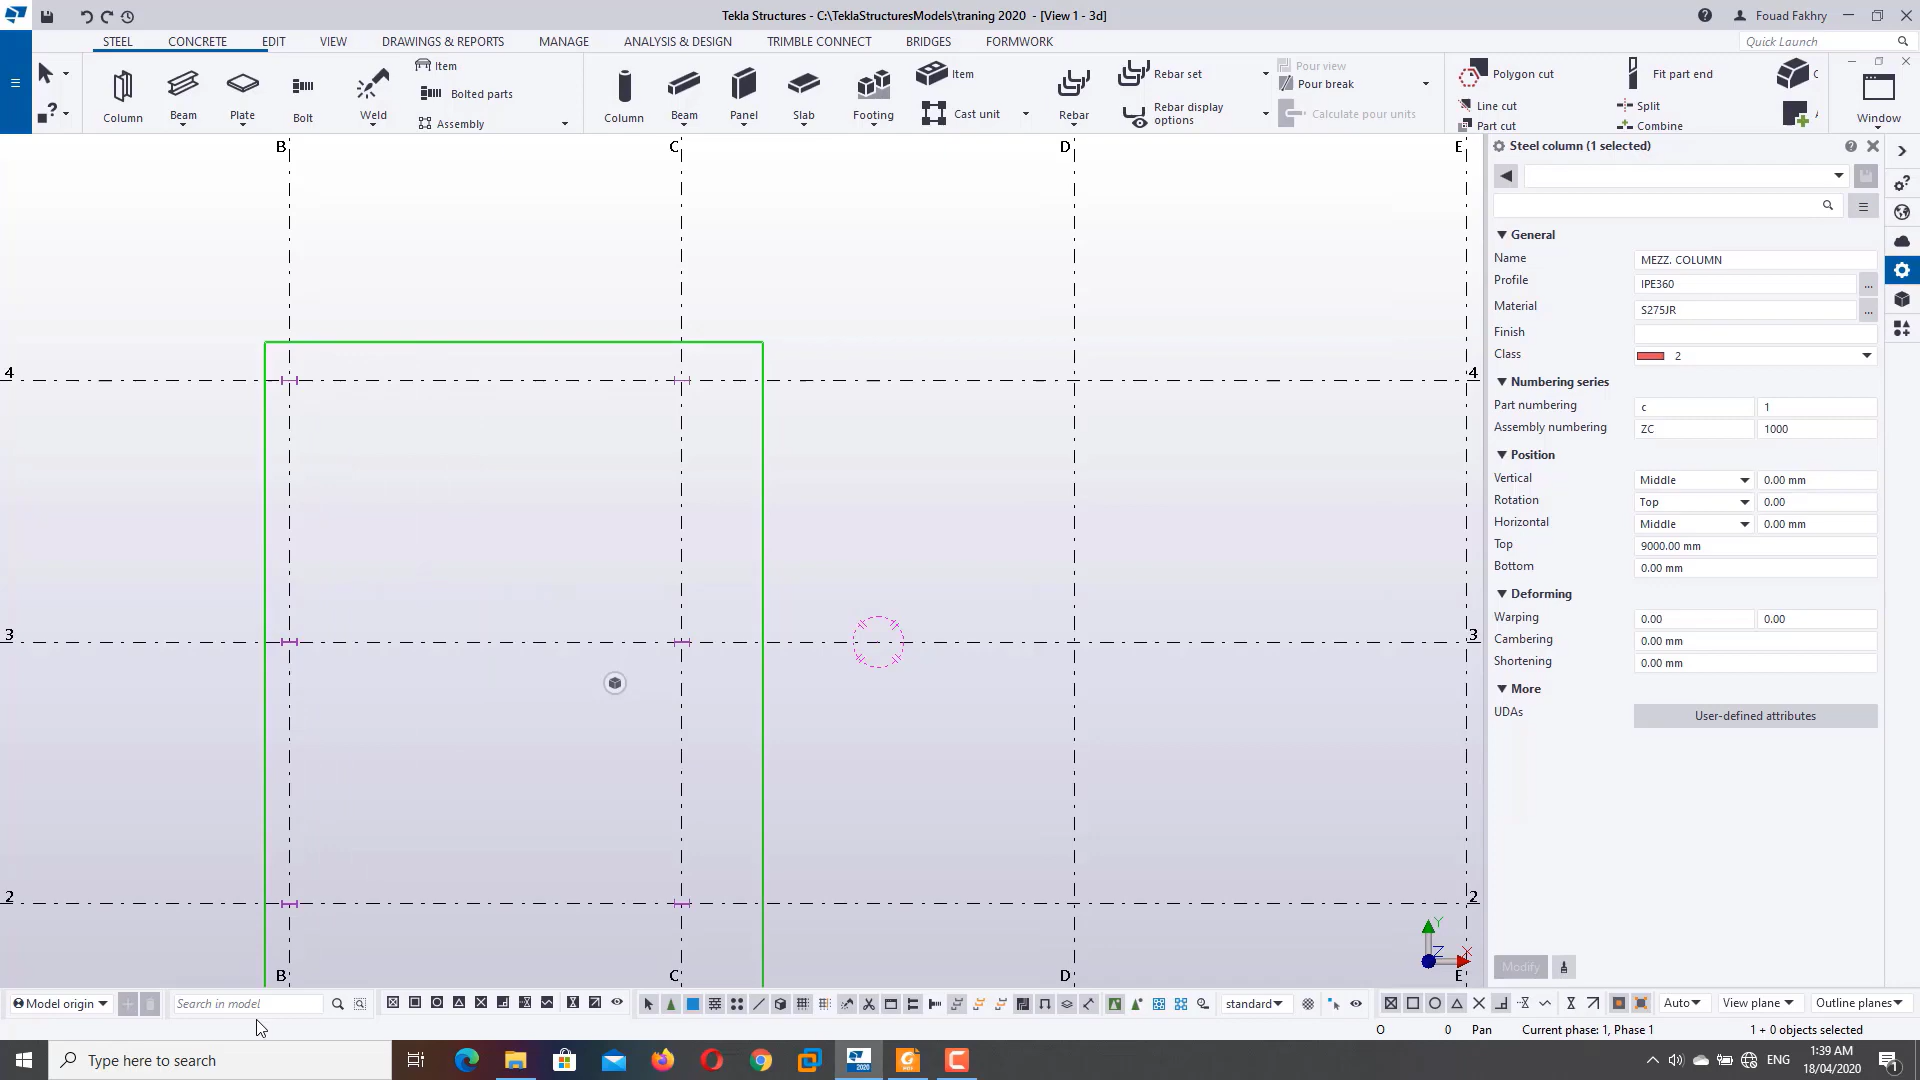 Tekla Structures - C:\TeklaStructuresModels\traning 2020 - [View 1 - 3d]
Fouad Fakhry
STEEL CONCRETE EDIT VIEW DRAWINGS & REPORTS MANAGE ANALYSIS & DESIGN TRIMBLE CONNECT BRIDGES FORMWORK
Quick Launch
Column Beam Plate Bolt Weld
Item
Bolted parts
Assembly
Column Beam Panel Slab Footing
Item
Cast unit
Rebar
Rebar set
Rebar display options
Pour view
Pour break
Calculate pour units
Polygon cut
Line cut
Part cut
Fit part end
Split
Combine
Window
B C D E
4 4
3 3
2 2
B C D E
Y
Z
X
Steel column (1 selected)
General
Name MEZZ. COLUMN
Profile IPE360 ...
Material S275JR ...
Finish
Class 2
Numbering series
Part numbering c 1
Assembly numbering ZC 1000
Position
Vertical Middle 0.00 mm
Rotation Top 0.00
Horizontal Middle 0.00 mm
Top 9000.00 mm
Bottom 0.00 mm
Deforming
Warping 0.00 0.00
Cambering 0.00 mm
Shortening 0.00 mm
More
UDAs User-defined attributes
Modify
Model origin
Search in model
standard
Auto
View plane
Outline planes
O 0 Pan Current phase: 1, Phase 1 1 + 0 objects selected
Type here to search
2020
ENG
1:39 AM
18/04/2020
1